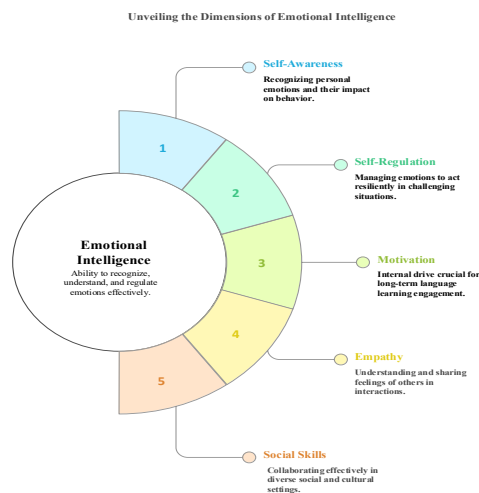 Unveiling the Dimensions of Emotional Intelligence
Self-Awareness
Recognizing personal
emotions and their impact
on behavior.
1
Self-Regulation
Managing emotions to act
resiliently in challenging
situations.
2
Emotional
Intelligence
Ability to recognize,
understand, and regulate
emotions effectively.
3
Motivation
Internal drive crucial for
long-term language
learning engagement.
4
Empathy
Understanding and sharing
feelings of others in
interactions.
5
Social Skills
Collaborating effectively in
diverse social and cultural
settings.